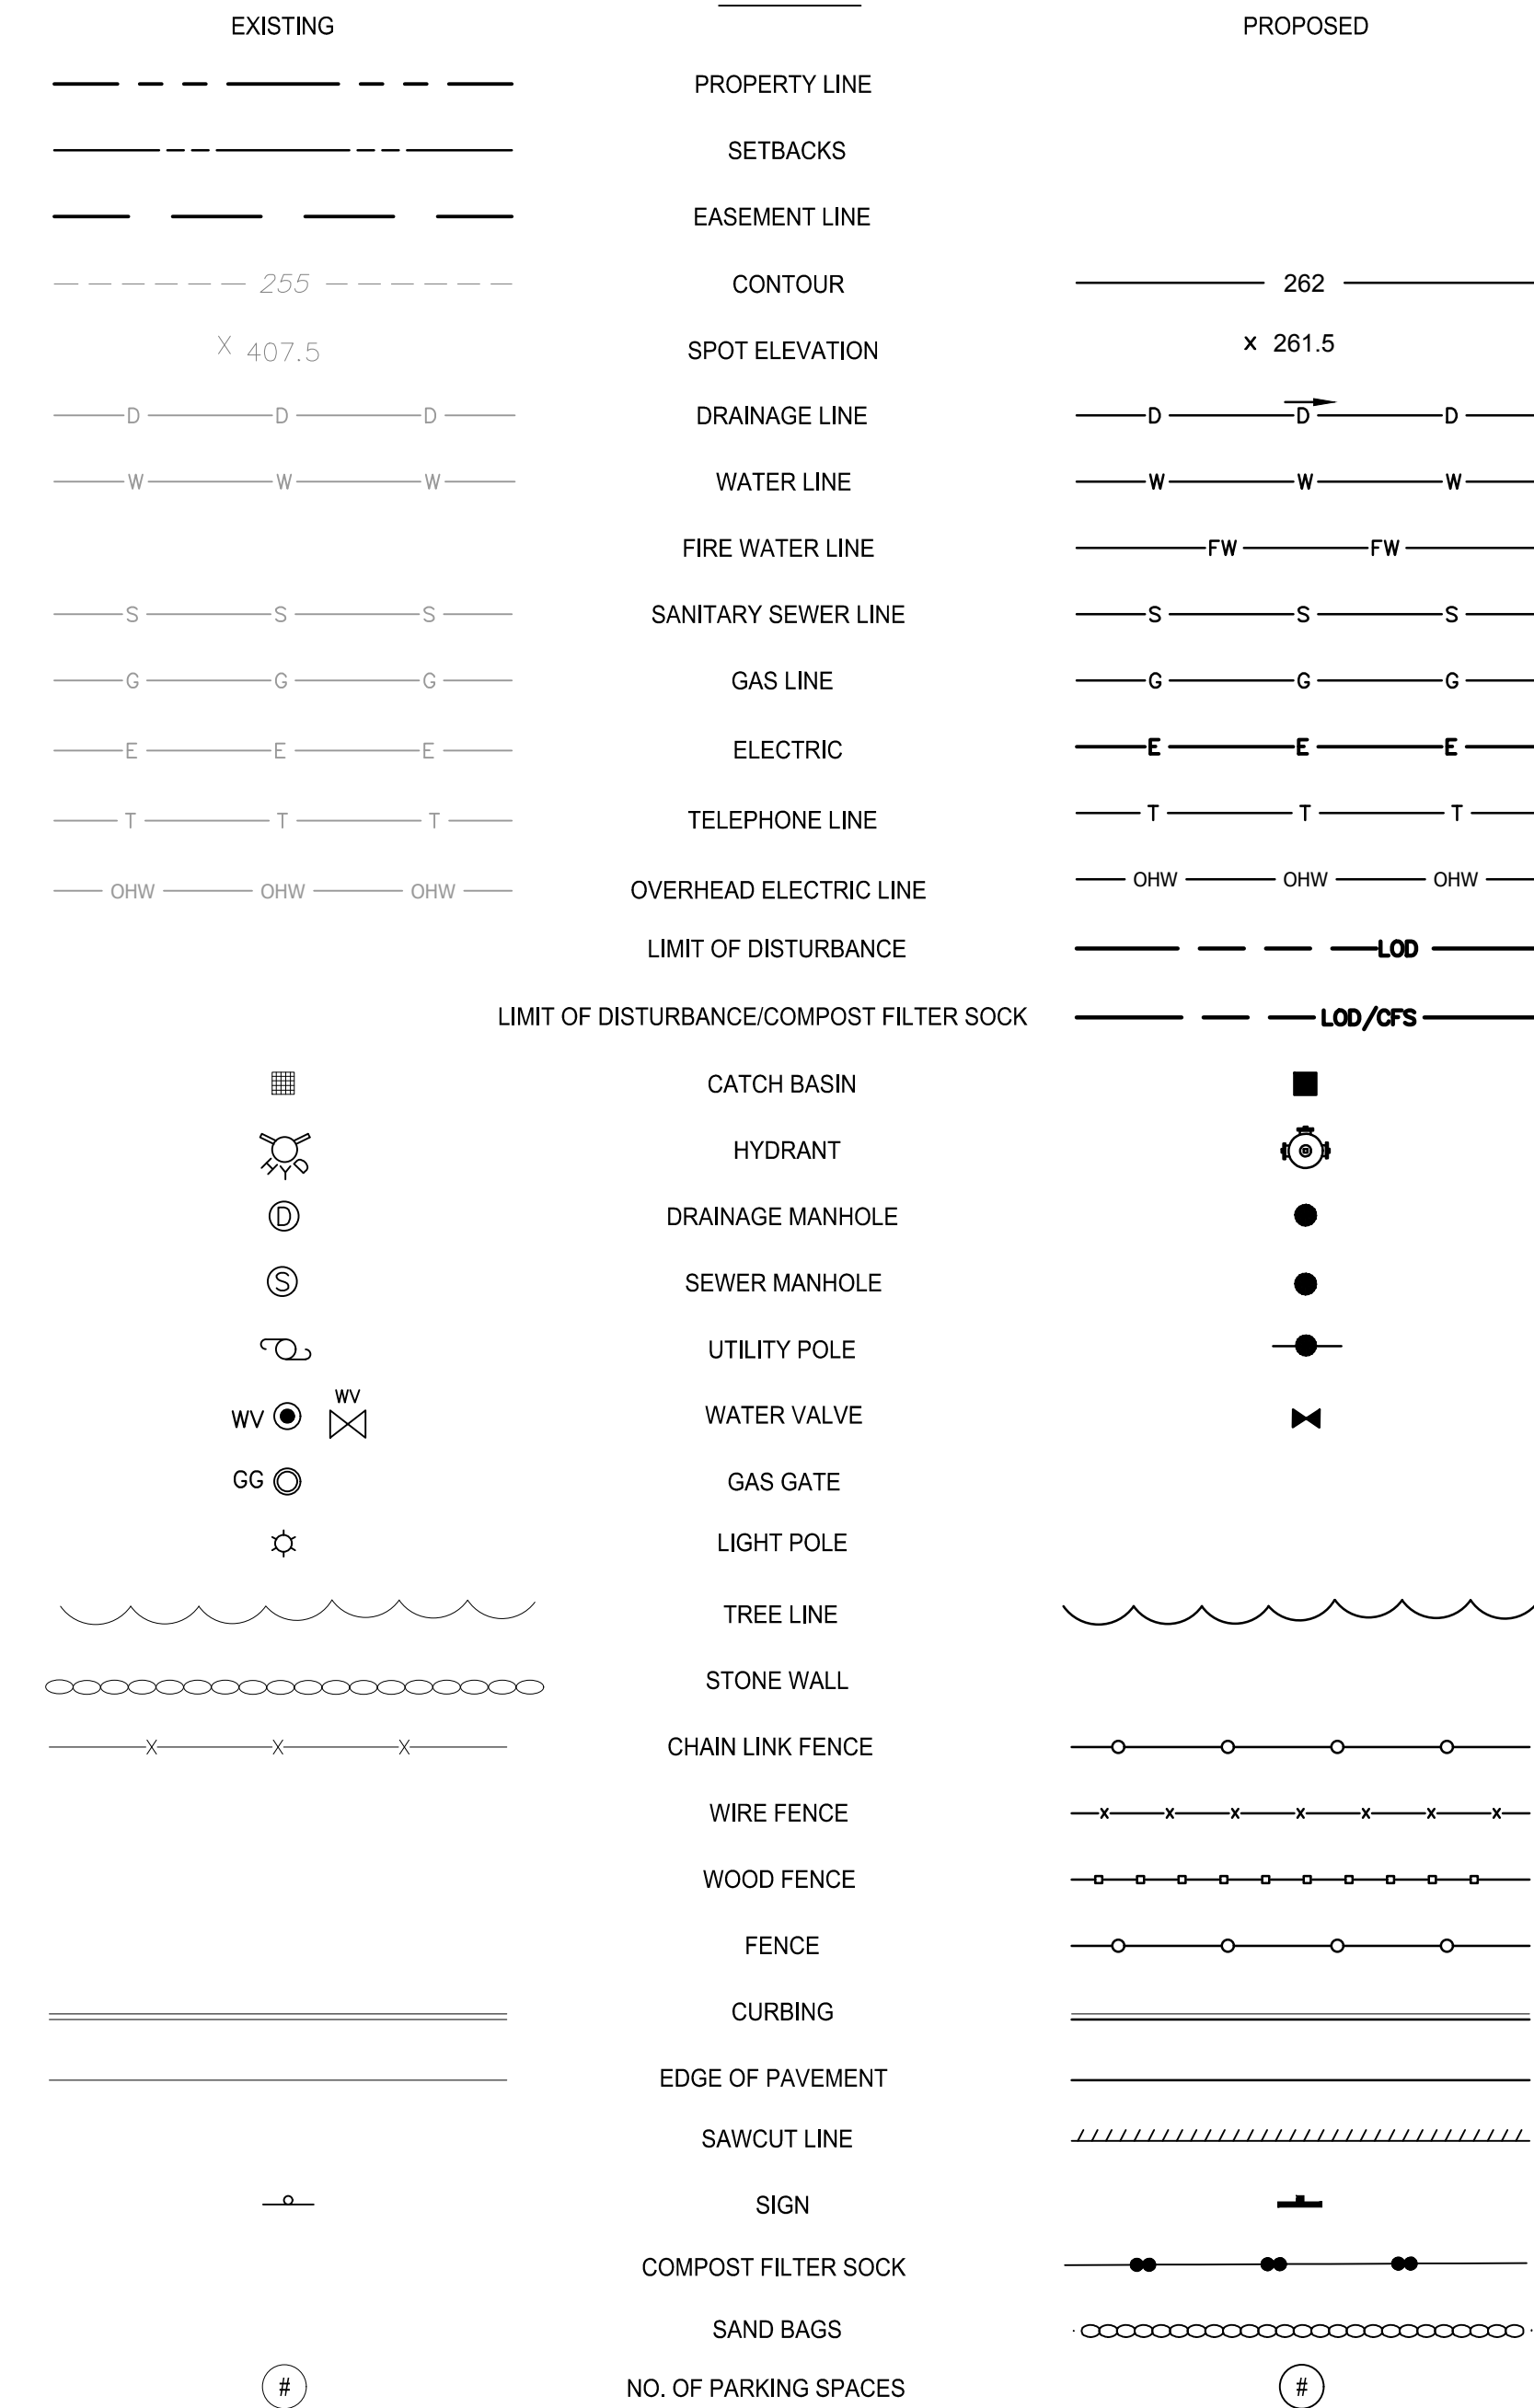 EXISTING PROPOSED
PROPERTY LINE
SETBACKS
EASEMENT LINE
255 CONTOUR 262
X 407.5 SPOT ELEVATION x 261.5
D D D DRAINAGE LINE D D D
W W W WATER LINE W W W
FIRE WATER LINE FW FW
S S S SANITARY SEWER LINE S S S
G G G GAS LINE G G G
E E E ELECTRIC E E E
T T T TELEPHONE LINE T T T
OHW OHW OHW OVERHEAD ELECTRIC LINE OHW OHW OHW
LIMIT OF DISTURBANCE LOD
LIMIT OF DISTURBANCE/COMPOST FILTER SOCK LOD/CFS
CATCH BASIN
HYD HYDRANT
D DRAINAGE MANHOLE
S SEWER MANHOLE
UTILITY POLE
WV WV WATER VALVE
GG GAS GATE
LIGHT POLE
TREE LINE
STONE WALL
X X X CHAIN LINK FENCE
WIRE FENCE x x x x x x x
WOOD FENCE
FENCE
CURBING
EDGE OF PAVEMENT
SAWCUT LINE
SIGN
COMPOST FILTER SOCK
SAND BAGS
# NO. OF PARKING SPACES #